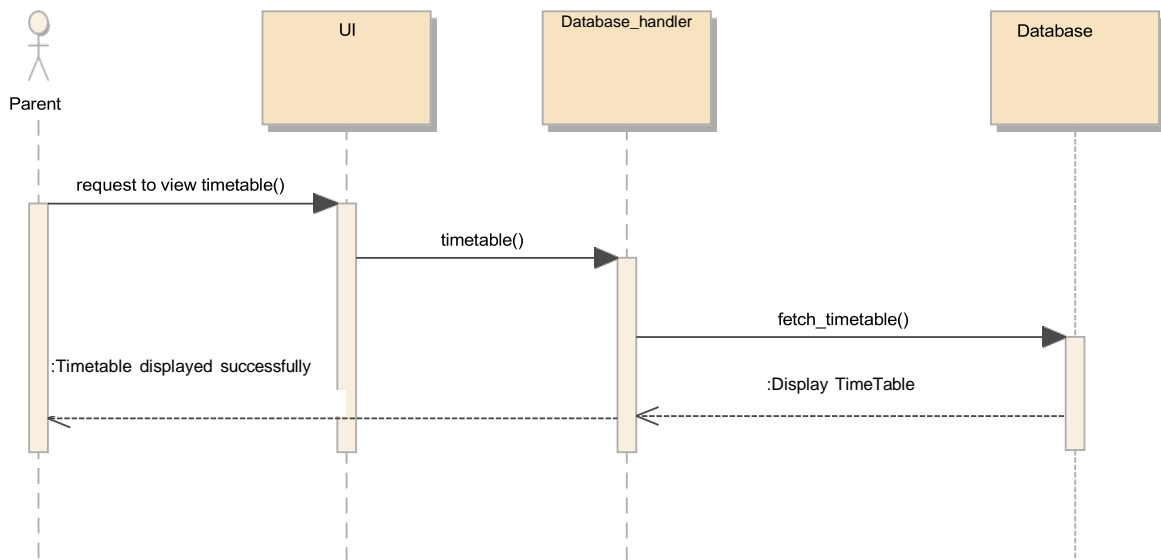 Parent
UI
Database_handler
Database
request to view timetable()
timetable()
fetch_timetable()
:Timetable displayed successfully
:Display TimeTable